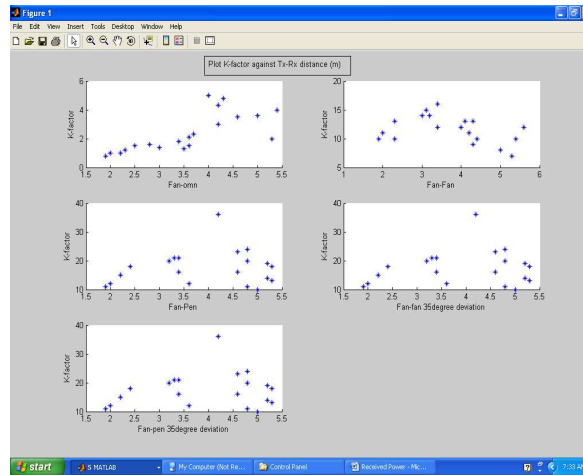 Figure 1
File Edit View Insert Tools Desktop Window Help
Plot K-factor against Tx-Rx distance (m)
6
4
2
0
K-factor
1.5 2 2.5 3 3.5 4 4.5 5 5.5
Fan-omn
20
15
10
5
K-factor
1 2 3 4 5 6
Fan-Fan
40
30
20
10
K-factor
1.5 2 2.5 3 3.5 4 4.5 5 5.5
Fan-Pen
40
30
20
10
K-factor
1.5 2 2.5 3 3.5 4 4.5 5 5.5
Fan-fan 35degree deviation
40
30
20
10
K-factor
1.5 2 2.5 3 3.5 4 4.5 5 5.5
Fan-pen 35degree deviation
start
5 MATLAB
My Computer (Not Re...
Control Panel
Received Power - Mic...
7:33 AM